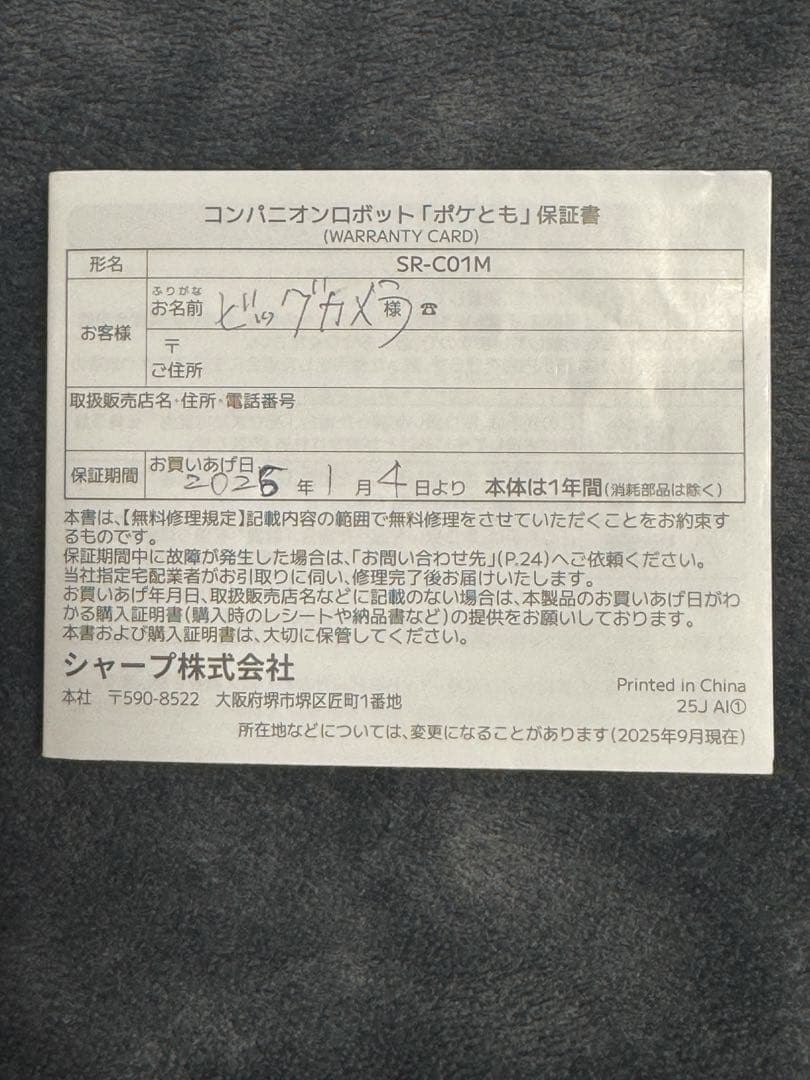 コンパニオンロボット「ポケとも」保証書
(WARRANTY CARD)
形名 SR-C01M
お客様
ふりがな
お名前 ビックカメラ 様 ☎
〒
ご住所
取扱販売店名・住所・電話番号
保証期間
お買いあげ日
2026年1月4日より 本体は1年間(消耗部品は除く)
本書は、【無料修理規定】記載内容の範囲で無料修理をさせていただくことをお約束す
るものです。
保証期間中に故障が発生した場合は、「お問い合わせ先」(P.24)へご依頼ください。
当社指定宅配業者がお引取りに伺い、修理完了後お届けいたします。
お買いあげ年月日、取扱販売店名などに記載のない場合は、本製品のお買いあげ日がわ
かる購入証明書(購入時のレシートや納品書など)の提供をお願いしております。
本書および購入証明書は、大切に保管してください。
シャープ株式会社
本社 〒590-8522 大阪府堺市堺区匠町1番地
Printed in China
25J AI①
所在地などについては、変更になることがあります(2025年9月現在)